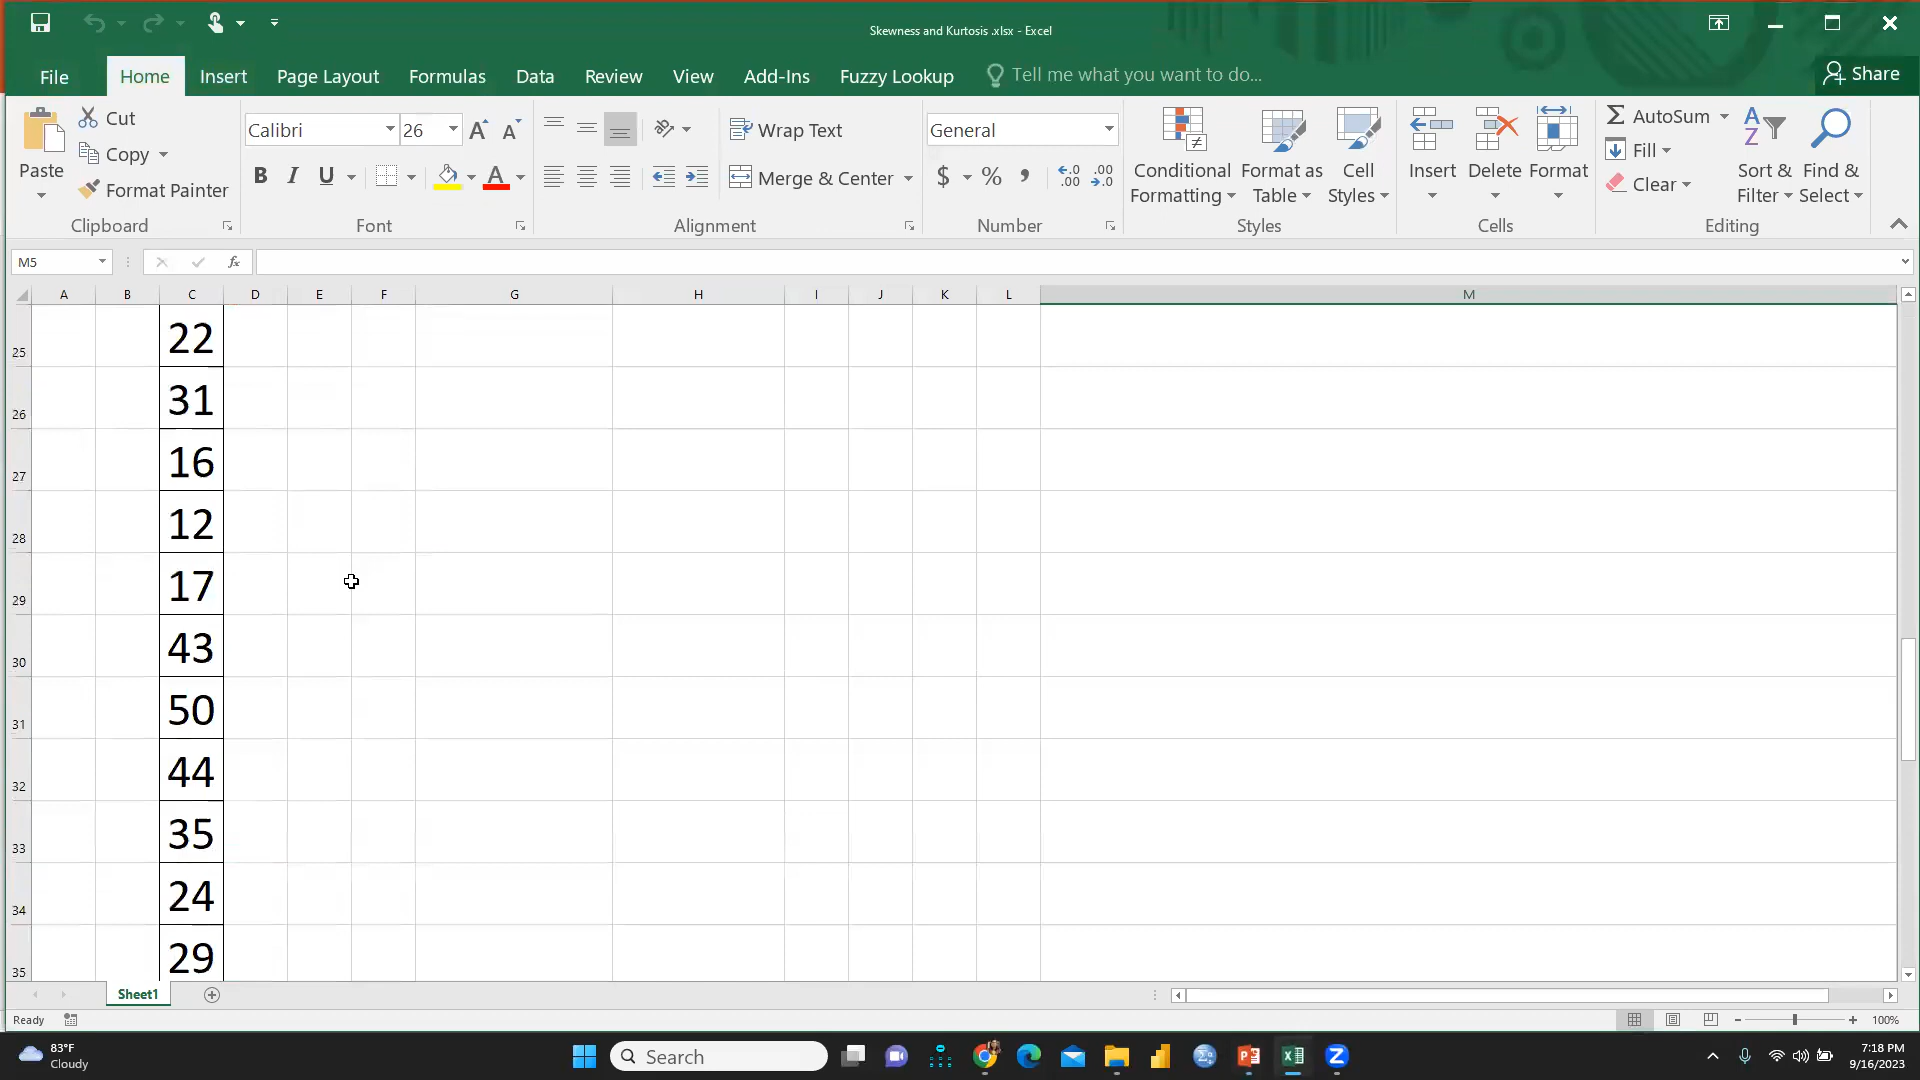 Skewness and Kurtosis .xlsx - Excel
File Home Insert Page Layout Formulas Data Review View Add-Ins Fuzzy Lookup Tell me what you want to do... Share
Paste Cut Copy Format Painter
Clipboard
Calibri 26
B I U A
Font
Wrap Text
Merge & Center
Alignment
General
$ % , .00 .00
Number
Conditional Formatting Format as Table Cell Styles
Styles
Insert Delete Format
Cells
AutoSum Fill Clear
Sort & Filter Find & Select
Editing
M5 fx
A B C D E F G H I J K L M
25 22
26 31
27 16
28 12
29 17
30 43
31 50
32 44
33 35
34 24
35 29
Sheet1
Ready 100%
83°F
Cloudy
Search
7:18 PM
9/16/2023